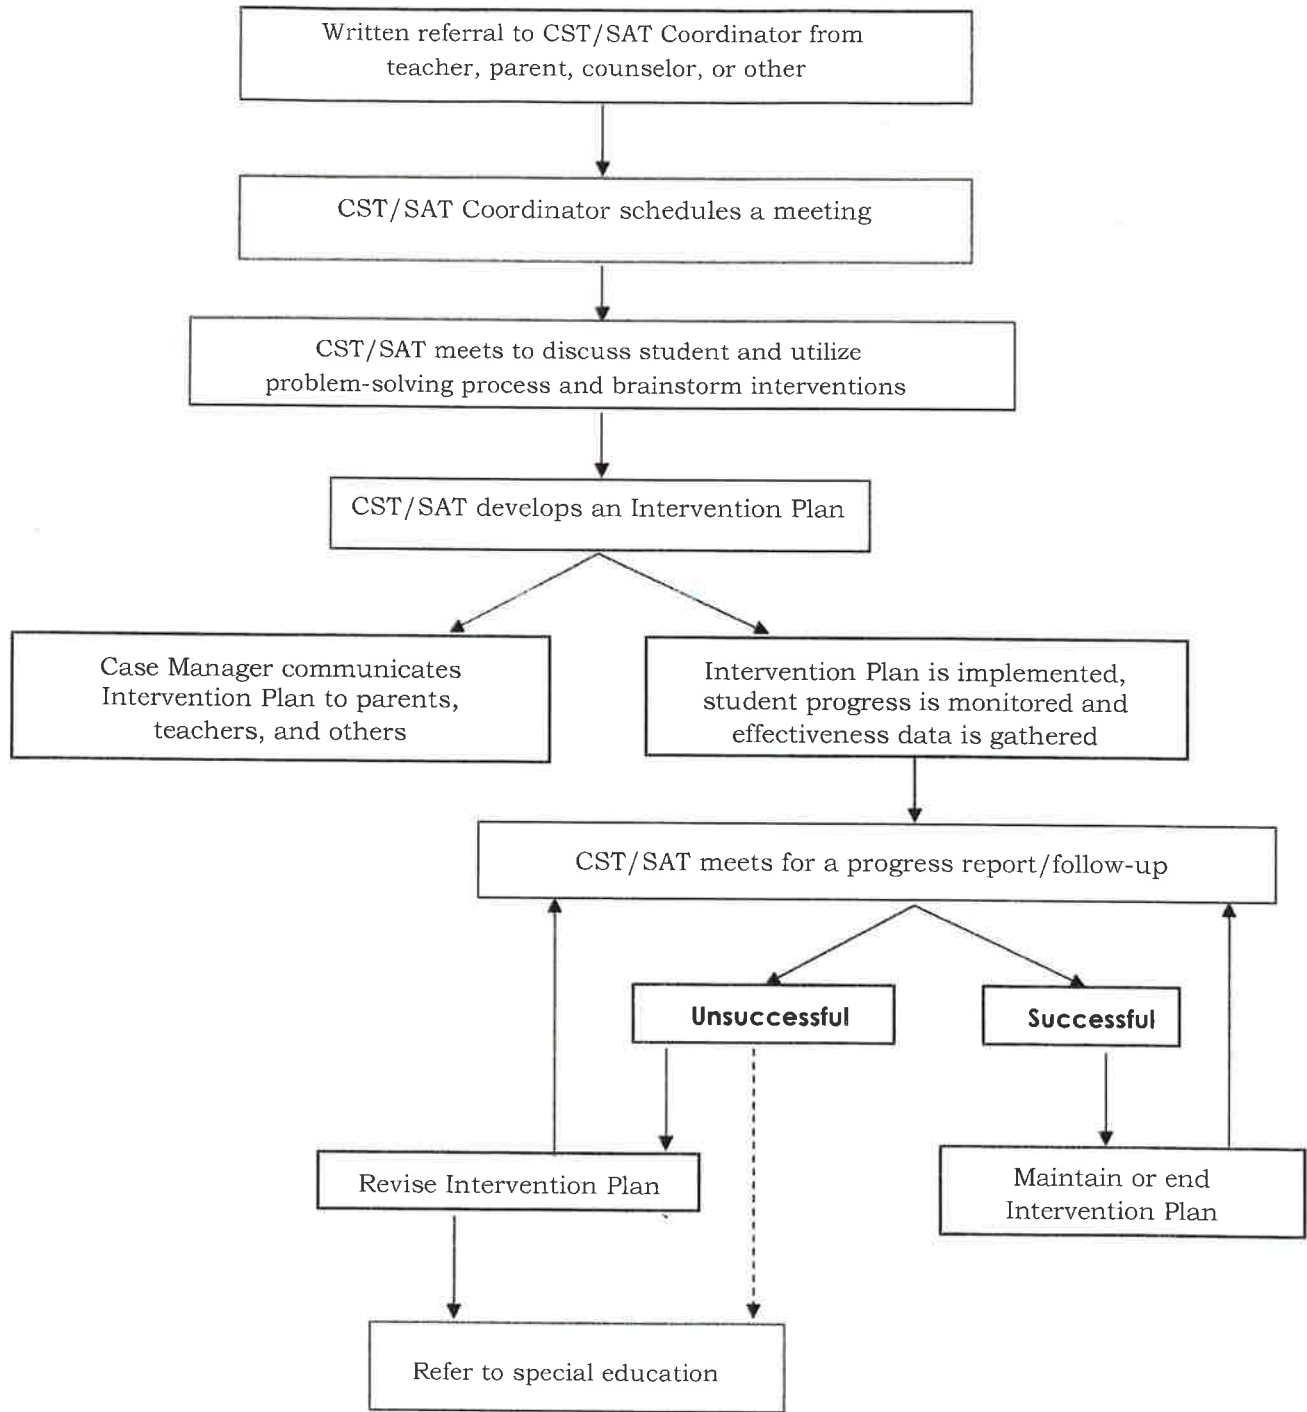 Written referral to CST/SAT Coordinator from
teacher, parent, counselor, or other
CST/SAT Coordinator schedules a meeting
CST/SAT meets to discuss student and utilize
problem-solving process and brainstorm interventions
CST/SAT develops an Intervention Plan
Case Manager communicates
Intervention Plan to parents,
teachers, and others
Intervention Plan is implemented,
student progress is monitored and
effectiveness data is gathered
CST/SAT meets for a progress report/follow-up
Unsuccessful
Successful
Revise Intervention Plan
Maintain or end
Intervention Plan
Refer to special education